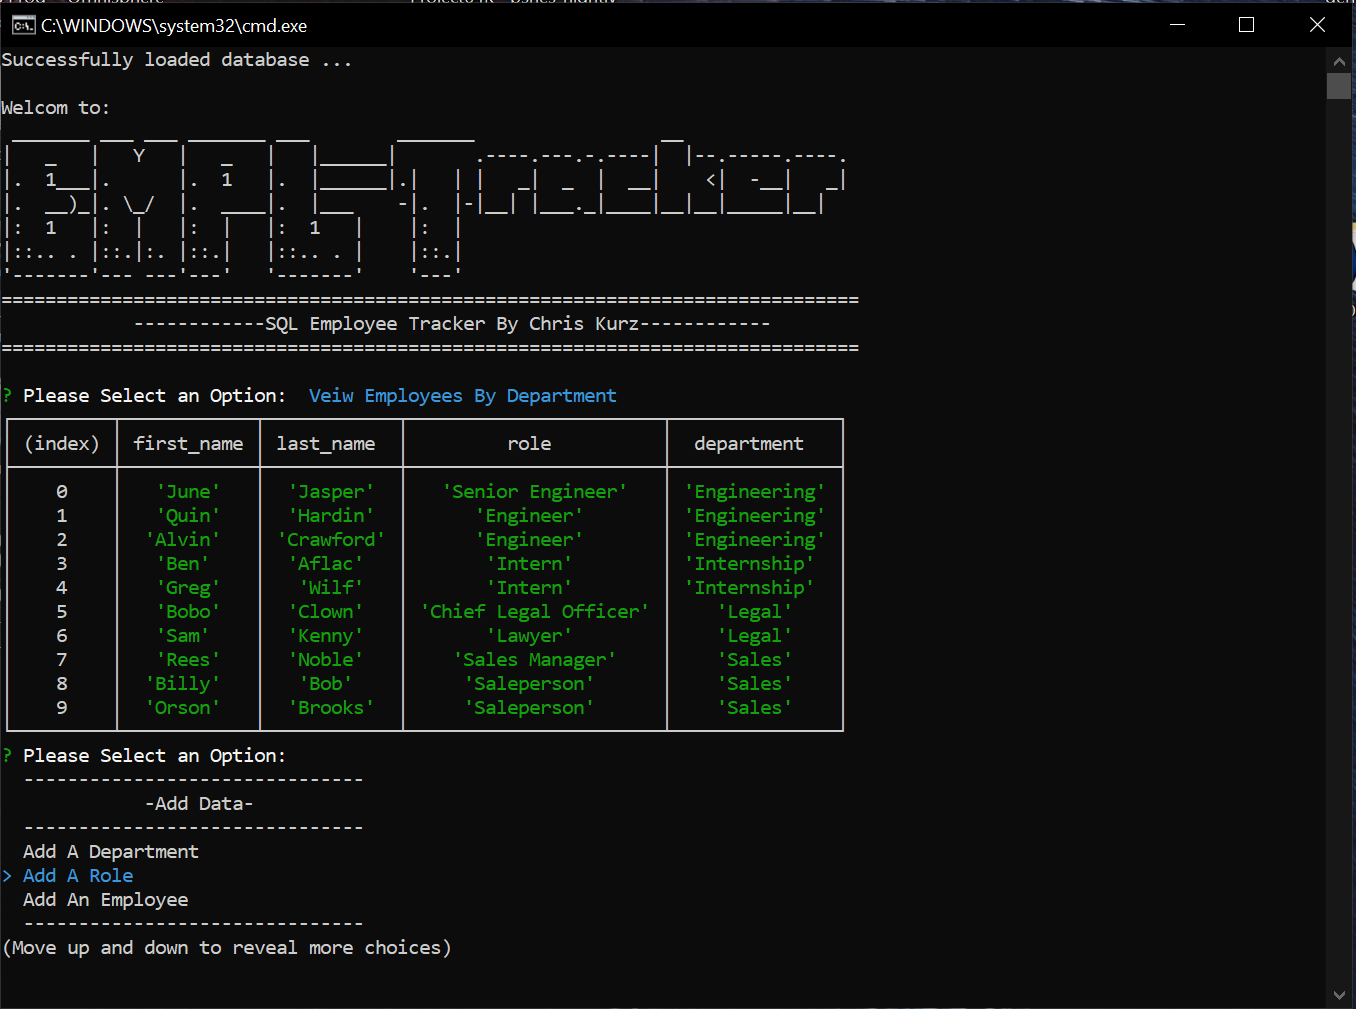 C:\WINDOWS\system32\cmd.exe
Successfully loaded database ...
Welcom to:
EMPL-Tracker
------------SQL Employee Tracker By Chris Kurz------------
? Please Select an Option:  Veiw Employees By Department
(index) first_name last_name role department
0 'June' 'Jasper' 'Senior Engineer' 'Engineering'
1 'Quin' 'Hardin' 'Engineer' 'Engineering'
2 'Alvin' 'Crawford' 'Engineer' 'Engineering'
3 'Ben' 'Aflac' 'Intern' 'Internship'
4 'Greg' 'Wilf' 'Intern' 'Internship'
5 'Bobo' 'Clown' 'Chief Legal Officer' 'Legal'
6 'Sam' 'Kenny' 'Lawyer' 'Legal'
7 'Rees' 'Noble' 'Sales Manager' 'Sales'
8 'Billy' 'Bob' 'Saleperson' 'Sales'
9 'Orson' 'Brooks' 'Saleperson' 'Sales'
? Please Select an Option:
-------------------------------
-Add Data-
-------------------------------
Add A Department
> Add A Role
Add An Employee
-------------------------------
(Move up and down to reveal more choices)